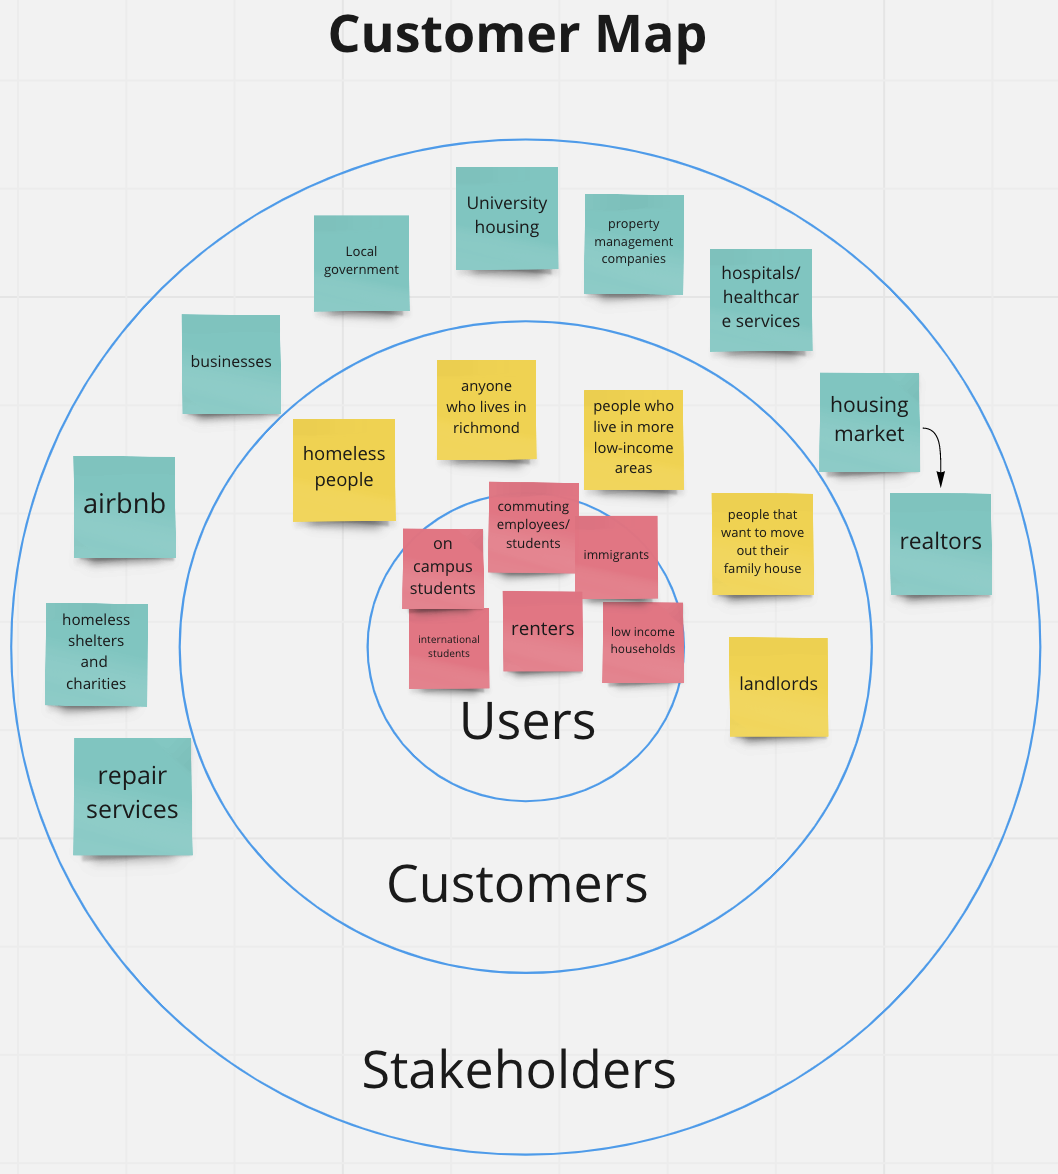 Customer Map
University
housing
property
management
companies
Local
government
hospitals/
healthcar
e services
businesses
housing
market
airbnb
realtors
homeless
shelters
and
charities
repair
services
anyone
who lives in
richmond
people who
live in more
low-income
areas
homeless
people
people that
want to move
out their
family house
landlords
commuting
employees/
students
on
campus
students
immigrants
international
students
renters
low income
households
Users
Customers
Stakeholders